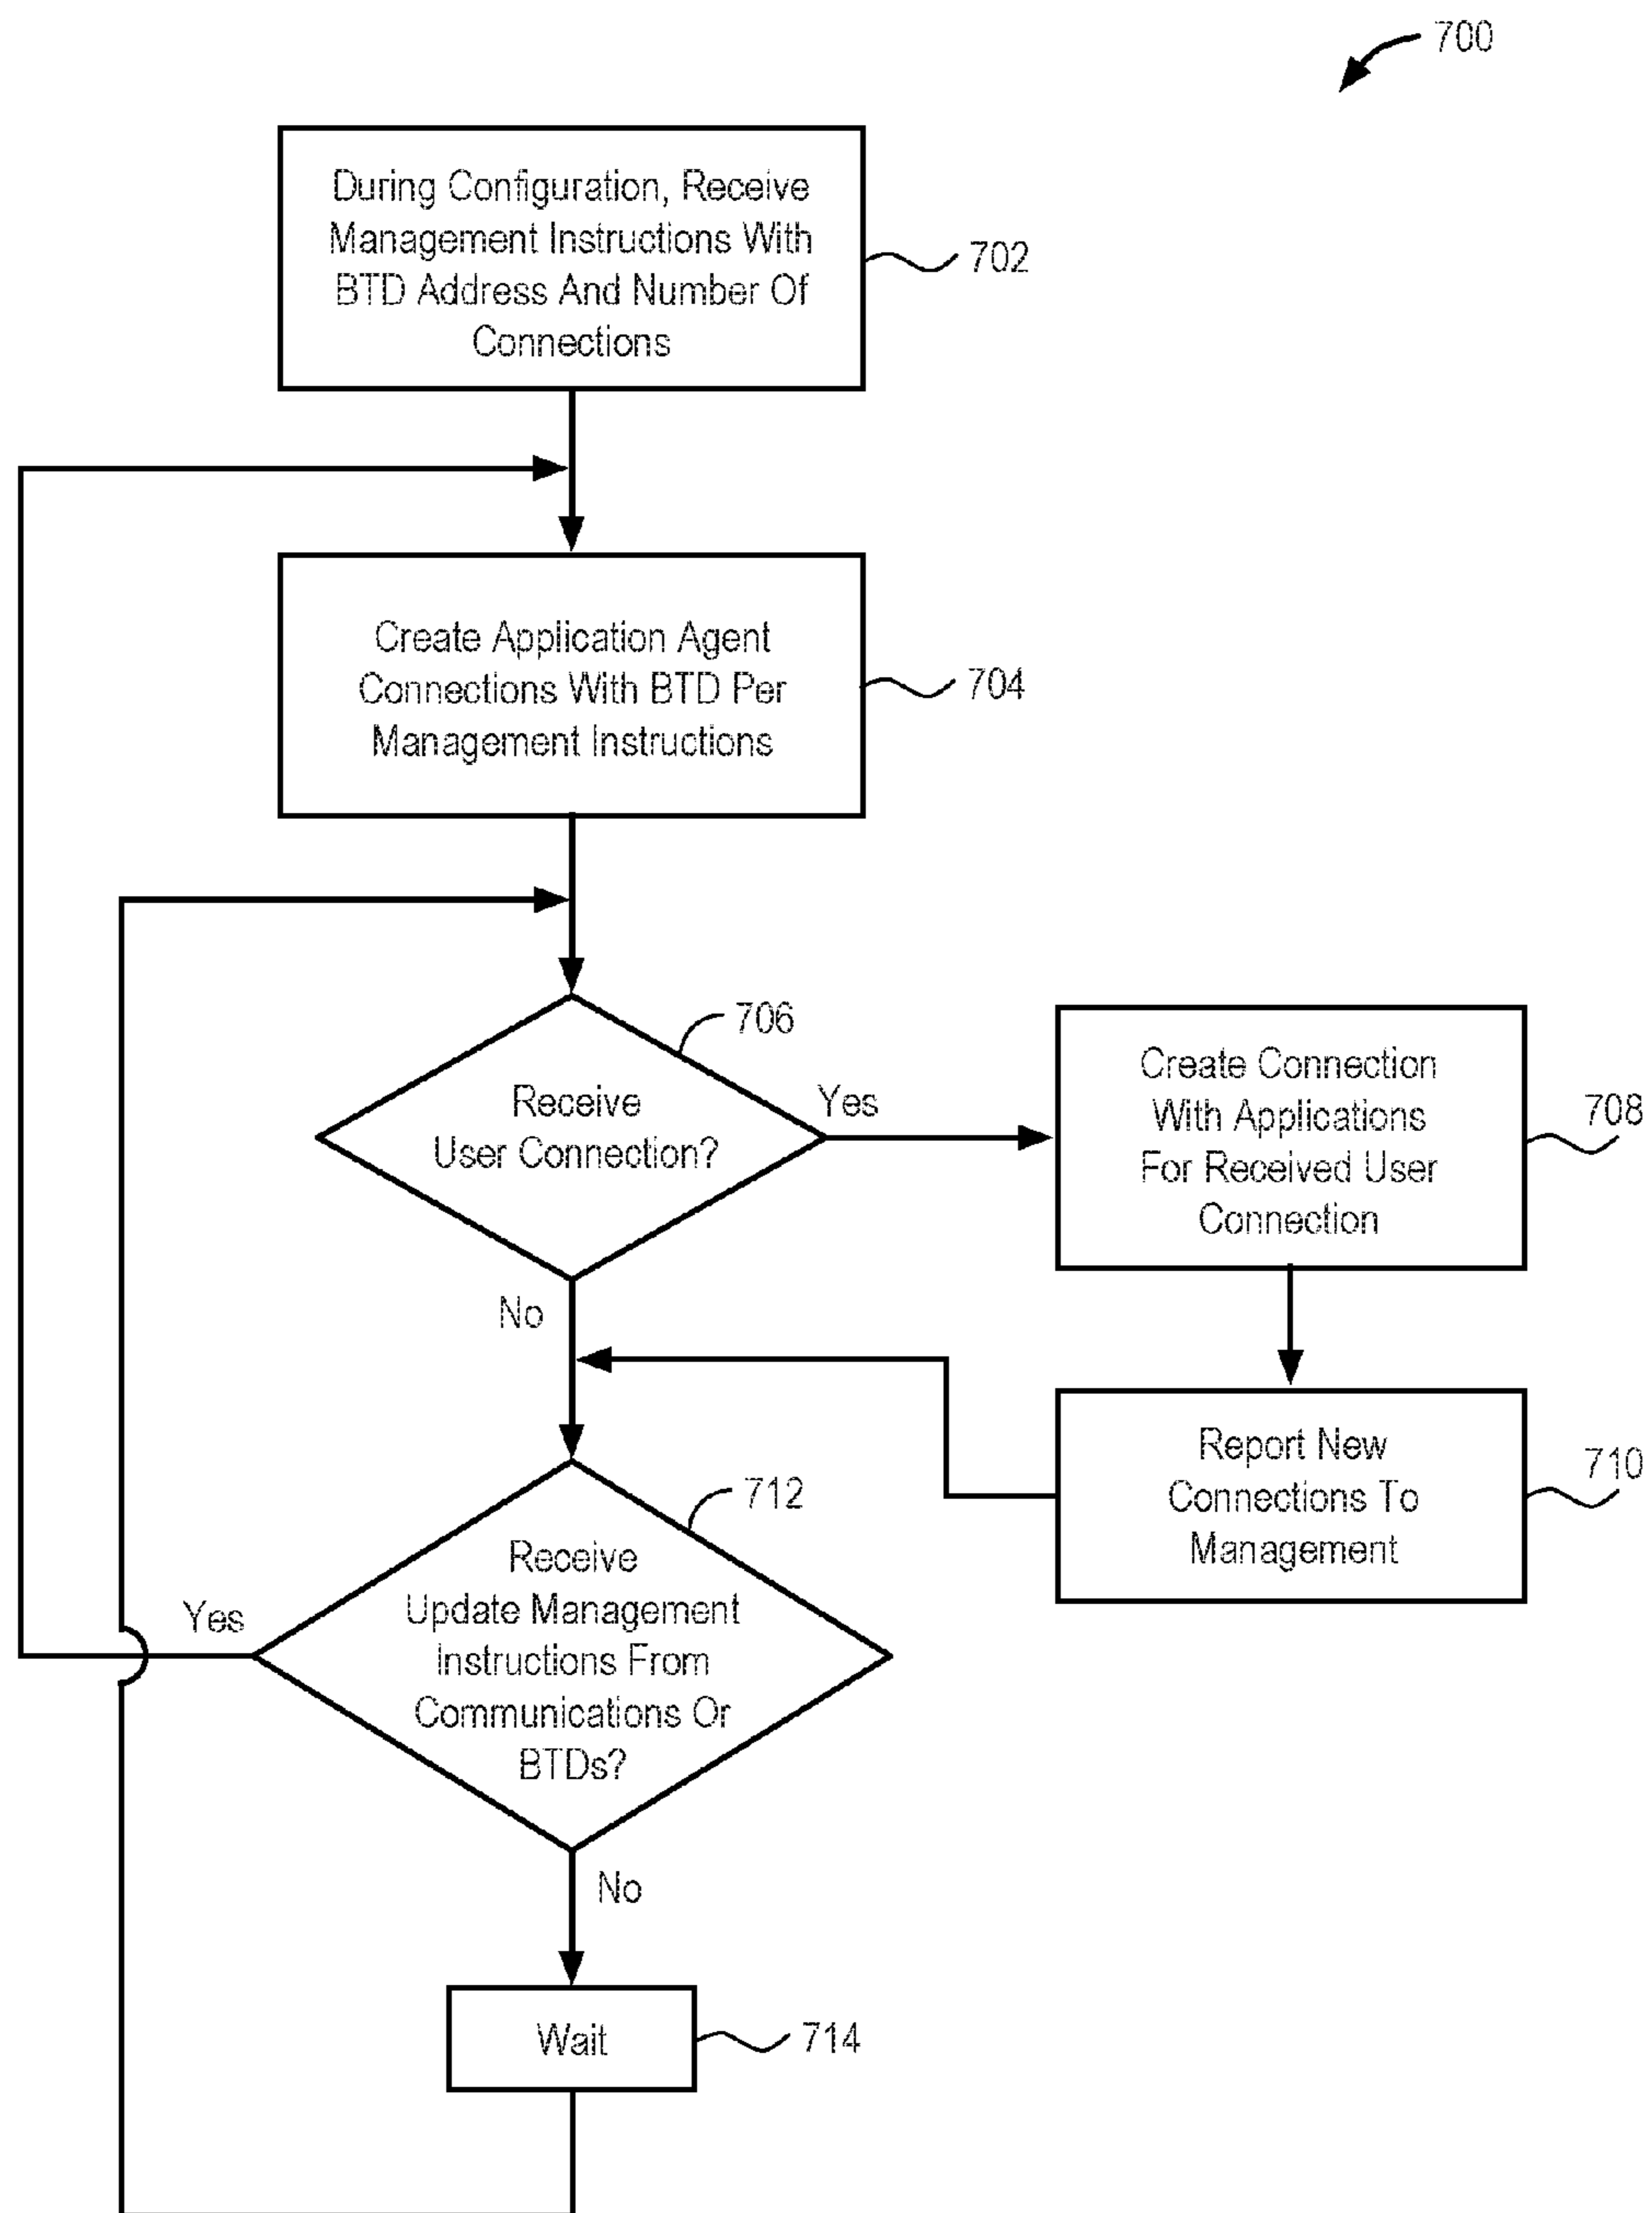 700
During Configuration, Receive
Management Instructions With
BTD Address And Number Of
Connections
702
Create Application Agent
Connections With BTD Per
Management Instructions
704
706
Receive
User Connection?
Yes
No
Create Connection
With Applications
For Received User
Connection
708
Report New
Connections To
Management
710
712
Receive
Update Management
Instructions From
Communications Or
BTDs?
Yes
No
Wait
714